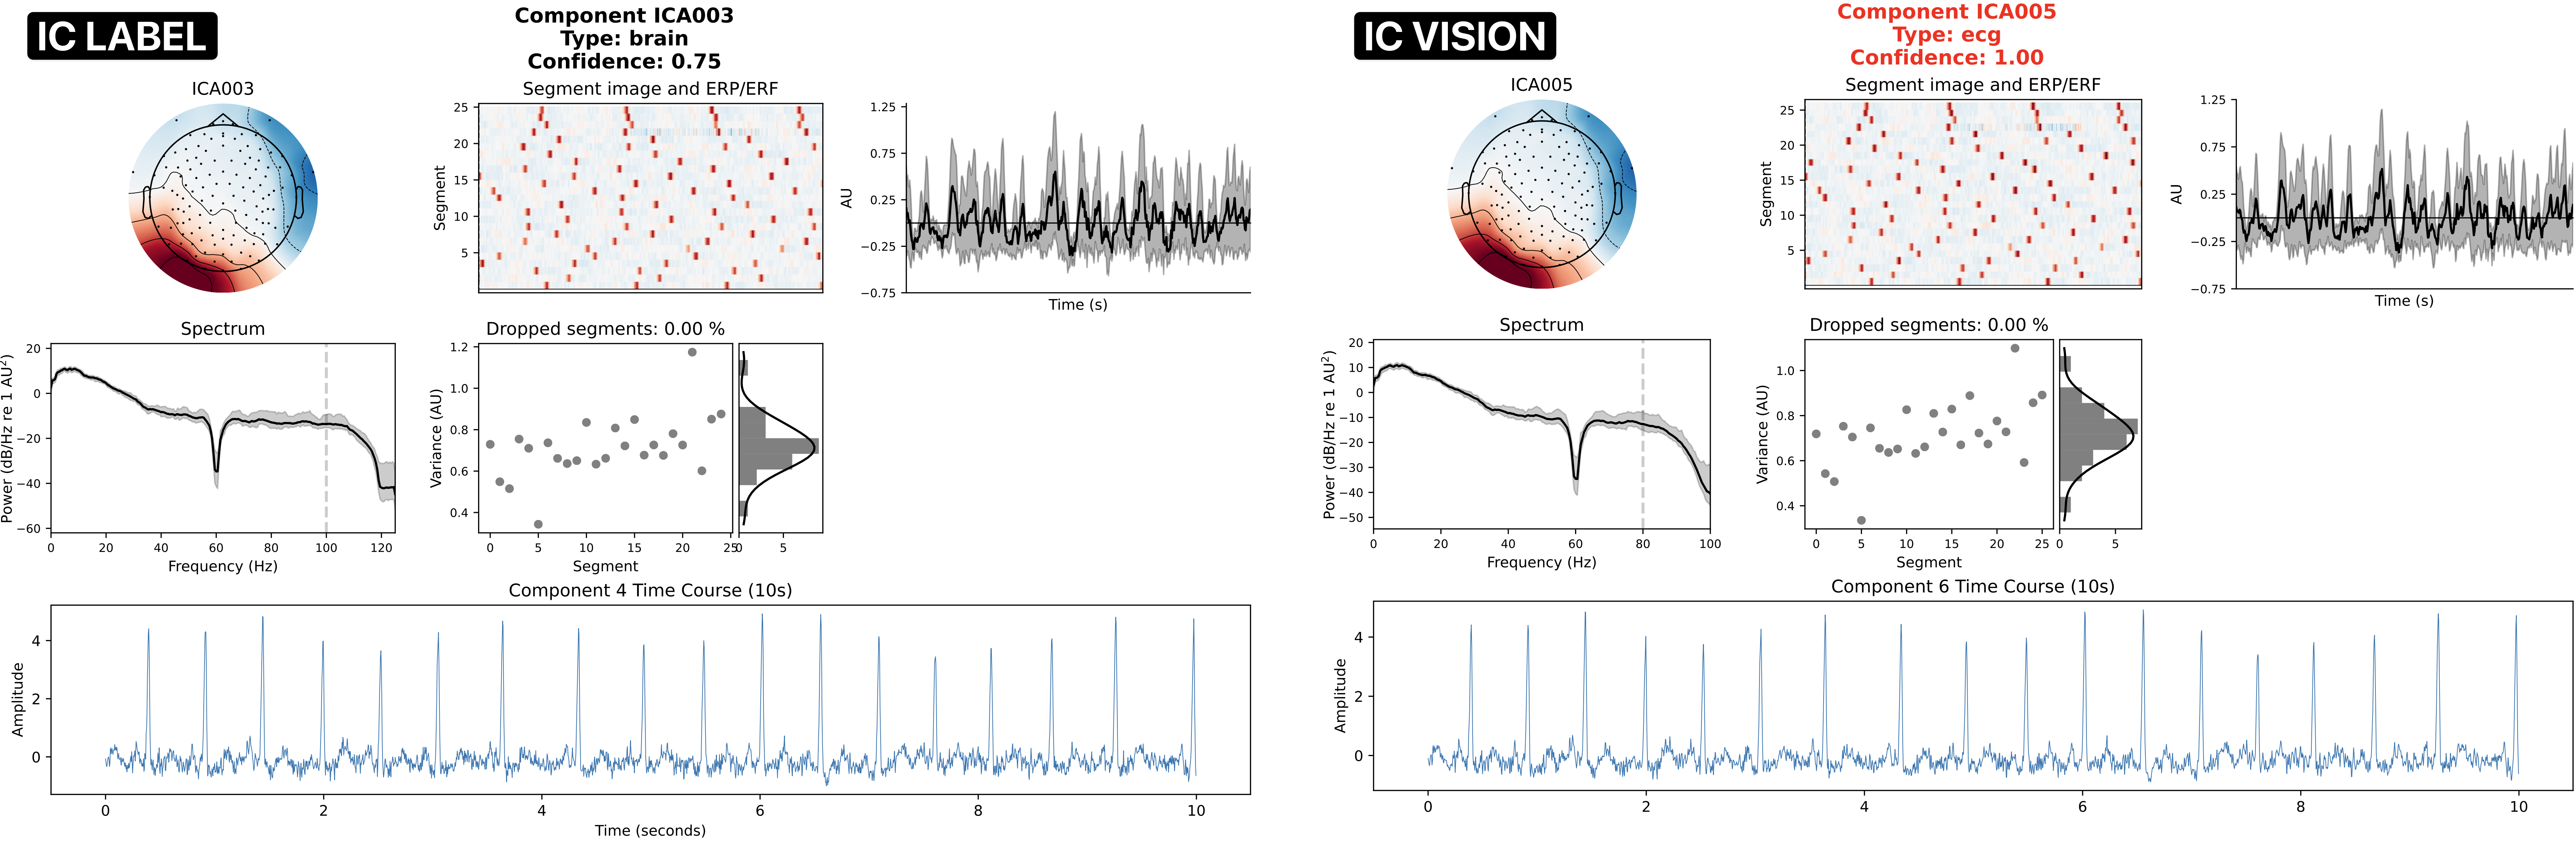 IC LABEL
Component ICA003
Type: brain
Confidence: 0.75
ICA003
Segment image and ERP/ERF
25
20
15
10
5
Segment
1.25
0.75
0.25
−0.25
−0.75
AU
Time (s)
Spectrum
20
0
−20
−40
−60
Power (dB/Hz re 1 AU²)
0 20 40 60 80 100 120
Frequency (Hz)
Dropped segments: 0.00 %
1.2
1.0
0.8
0.6
0.4
Variance (AU)
0 5 10 15 20 25
0 5
Segment
Component 4 Time Course (10s)
4
2
0
Amplitude
0 2 4 6 8 10
Time (seconds)
IC VISION
Component ICA005
Type: ecg
Confidence: 1.00
ICA005
Segment image and ERP/ERF
25
20
15
10
5
Segment
1.25
0.75
0.25
−0.25
−0.75
AU
Time (s)
Spectrum
20
10
0
−10
−20
−30
−40
−50
Power (dB/Hz re 1 AU²)
0 20 40 60 80 100
Frequency (Hz)
Dropped segments: 0.00 %
1.0
0.8
0.6
0.4
Variance (AU)
0 5 10 15 20 25
0 5
Segment
Component 6 Time Course (10s)
4
2
0
Amplitude
0 2 4 6 8 10